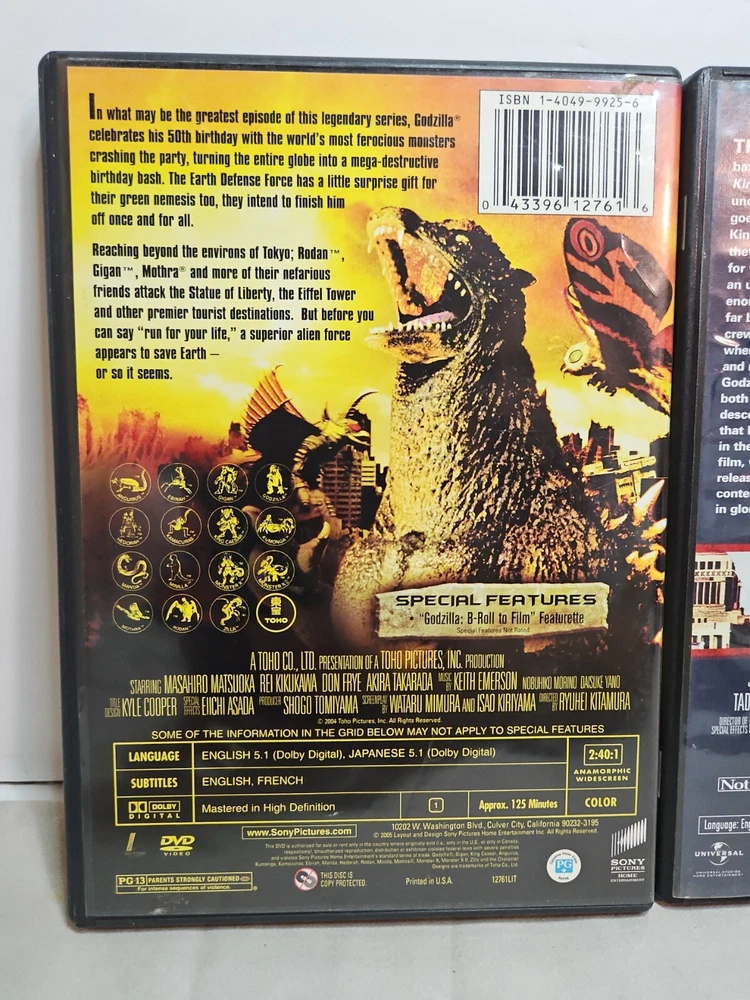 In what may be the greatest episode of this legendary series, Godzilla®
celebrates his 50th birthday with the world's most ferocious monsters
crashing the party, turning the entire globe into a mega-destructive
birthday bash. The Earth Defense Force has a little surprise gift for
their green nemesis too, they intend to finish him
off once and for all.
Reaching beyond the environs of Tokyo; Rodan™,
Gigan™, Mothra® and more of their nefarious
friends attack the Statue of Liberty, the Eiffel Tower
and other premier tourist destinations. But before you
can say "run for your life," a superior alien force
appears to save Earth –
or so it seems.
ISBN 1-4049-9925-6
0 43396 12761 6
GODZILLA
東宝
TOHO
SPECIAL FEATURES
• "Godzilla: B-Roll to Film" Featurette
Special Features Not Rated
A TOHO CO., LTD. PRESENTATION OF A TOHO PICTURES, INC. PRODUCTION
STARRING MASAHIRO MATSUOKA REI KIKUKAWA DON FRYE AKIRA TAKARADA MUSIC BY KEITH EMERSON NOBUHIKO MORINO DAISUKE YANO
TITLE DESIGN KYLE COOPER SPECIAL EFFECTS EIICHI ASADA PRODUCER SHOGO TOMIYAMA SCREENPLAY BY WATARU MIMURA AND ISAO KIRIYAMA DIRECTED BY RYUHEI KITAMURA
© 2004 Toho Pictures, Inc. All Rights Reserved.
SOME OF THE INFORMATION IN THE GRID BELOW MAY NOT APPLY TO SPECIAL FEATURES
LANGUAGE ENGLISH 5.1 (Dolby Digital), JAPANESE 5.1 (Dolby Digital)
2:40:1
ANAMORPHIC
WIDESCREEN
SUBTITLES ENGLISH, FRENCH
DOLBY DIGITAL Mastered in High Definition 1 Approx. 125 Minutes COLOR
www.SonyPictures.com
10202 W. Washington Blvd., Culver City, California 90232-3195
© 2005 Layout and Design Sony Pictures Home Entertainment Inc. All Rights Reserved.
DVD
VIDEO
PG-13 PARENTS STRONGLY CAUTIONED
For intense sequences of violence.
THIS DISC IS
COPY PROTECTED.
Printed in U.S.A.
12761LIT
PG
SONY
PICTURES
HOME
ENTERTAINMENT
Not
Language: Eng
UNIVERSAL